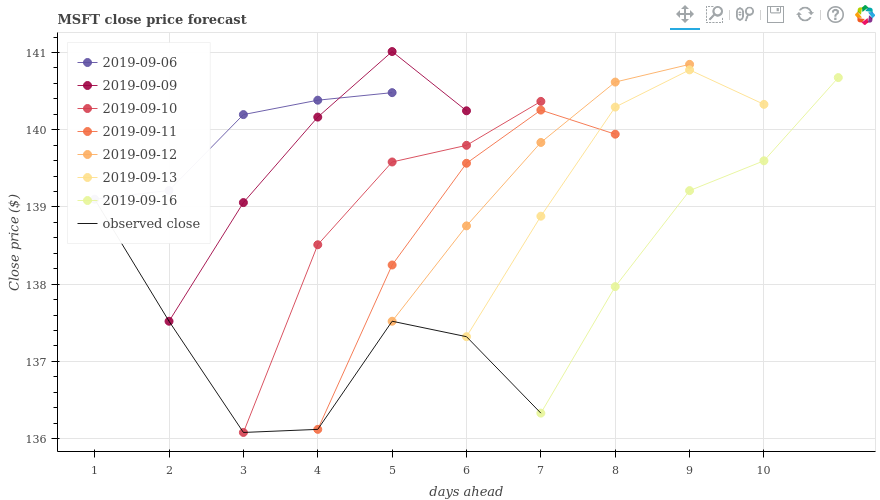 MSFT close price forecast
141
140
139
138
137
136
Close price ($)
2019-09-06
2019-09-09
2019-09-10
2019-09-11
2019-09-12
2019-09-13
2019-09-16
observed close
1 2 3 4 5 6 7 8 9 10
days ahead